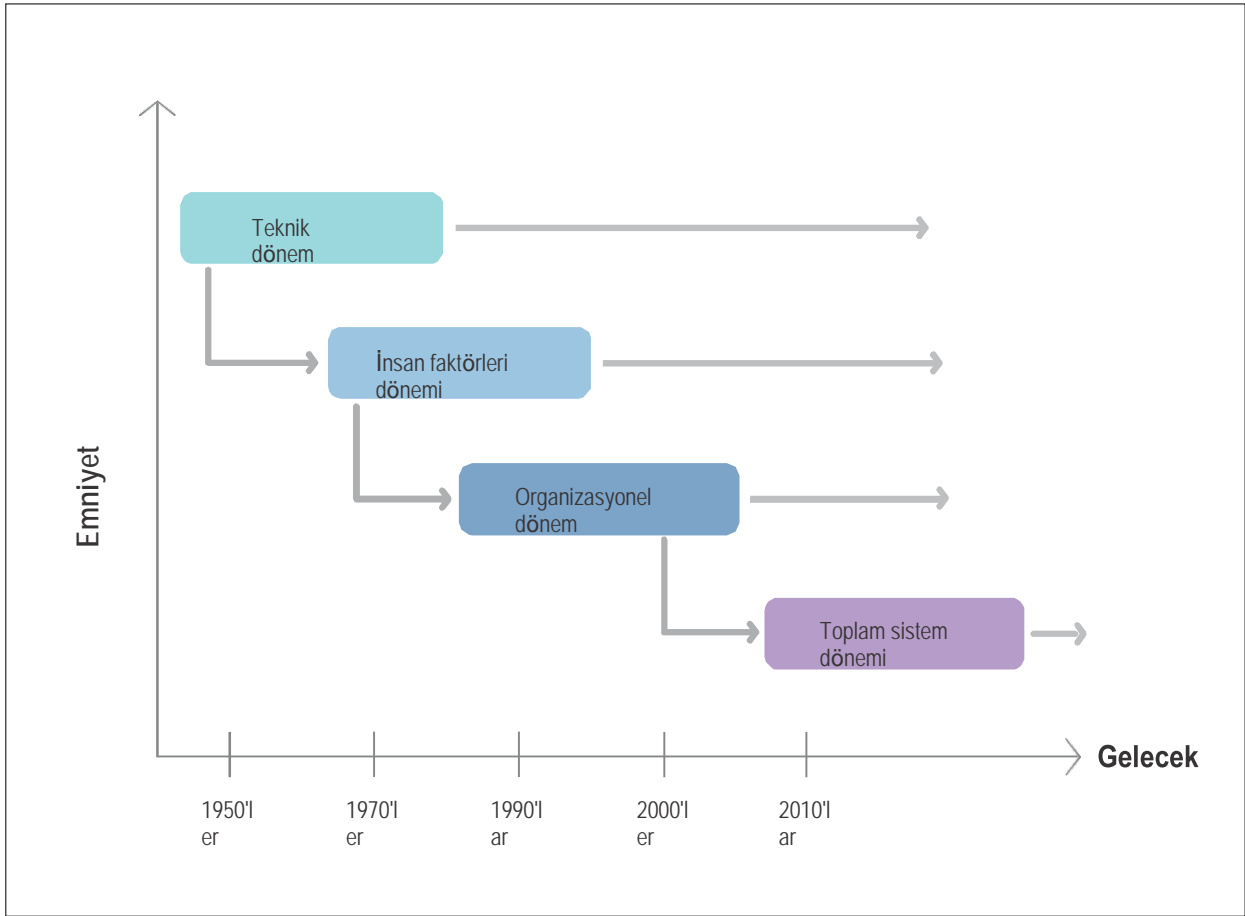 Teknik
dönem
İnsan faktörleri
dönemi
Organizasyonel
dönem
Toplam sistem
dönemi
Emniyet
Gelecek
1950'l
er
1970'l
er
1990'l
ar
2000'l
er
2010'l
ar